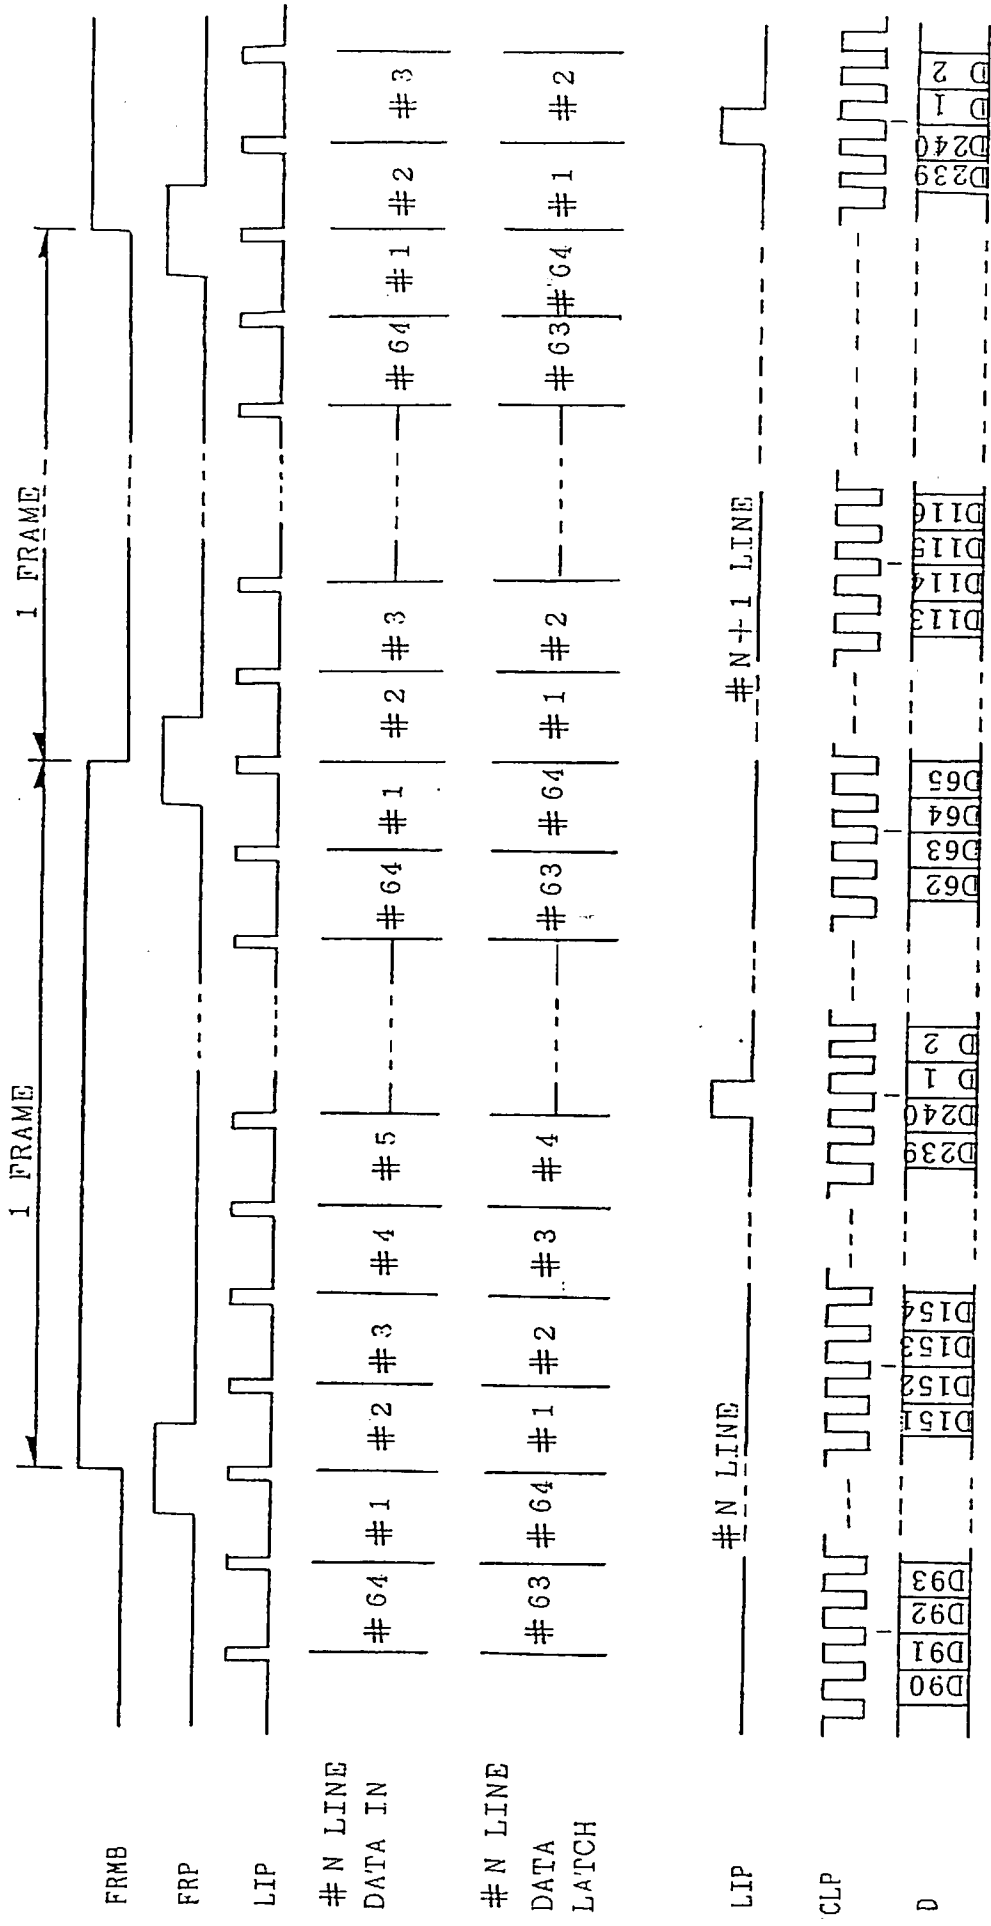 1 FRAME 1 FRAME
FRMB
FRP
LIP
#N LINE
DATA IN
#64 #1 #2 #3 #4 #5 #64 #1 #2 #3 #64 #1 #2 #3
#N LINE
DATA
LATCH
#63 #64 #1 #2 #3 #4 #63 #64 #1 #2 #63 #64 #1 #2
#N LINE #N+1 LINE
LIP
CLP
D
D90 D91 D92 D93 D151 D152 D153 D154 D239 D240 D 1 D 2 D62 D63 D64 D65 D113 D114 D115 D116 D239 D240 D 1 D 2